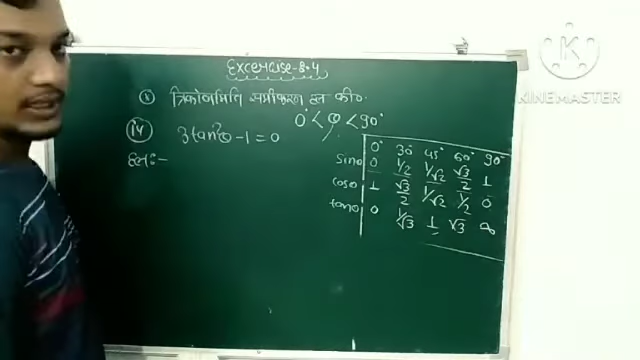 Excercise-8.4
त्रिकोणमिति समीकरण हल की०
0° < θ < 90°
14 3tan²θ - 1 = 0
हल:-
0° 30° 45° 60° 90°
sinθ 0 1/2 1/√2 √3/2 1
cosθ 1 √3/2 1/√2 1/2 0
tanθ 0 1/√3 1 √3 ∞
K
KINEMASTER